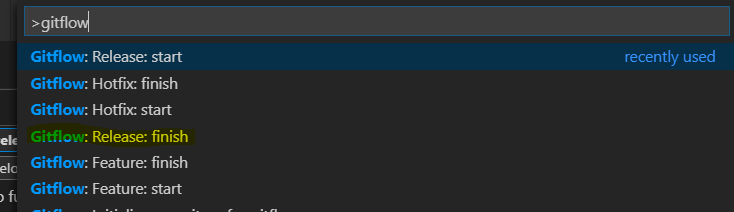 >gitflow
Gitflow: Release: start recently used
Gitflow: Hotfix: finish
Gitflow: Hotfix: start
Gitflow: Release: finish
Gitflow: Feature: finish
Gitflow: Feature: start